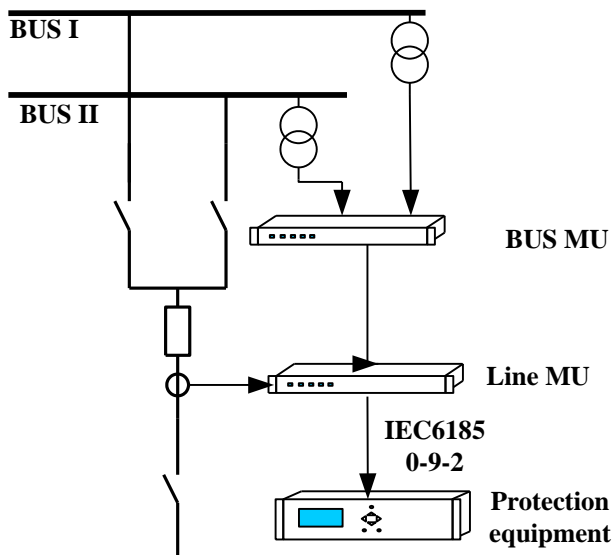 BUS I
BUS II
BUS MU
Line MU
IEC6185
0-9-2
Protection
equipment